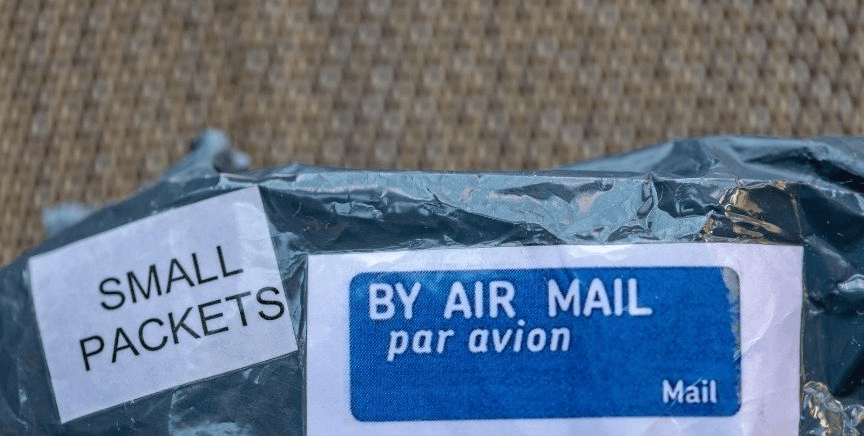 SMALL
PACKETS
BY AIR MAIL
par avion
Mail